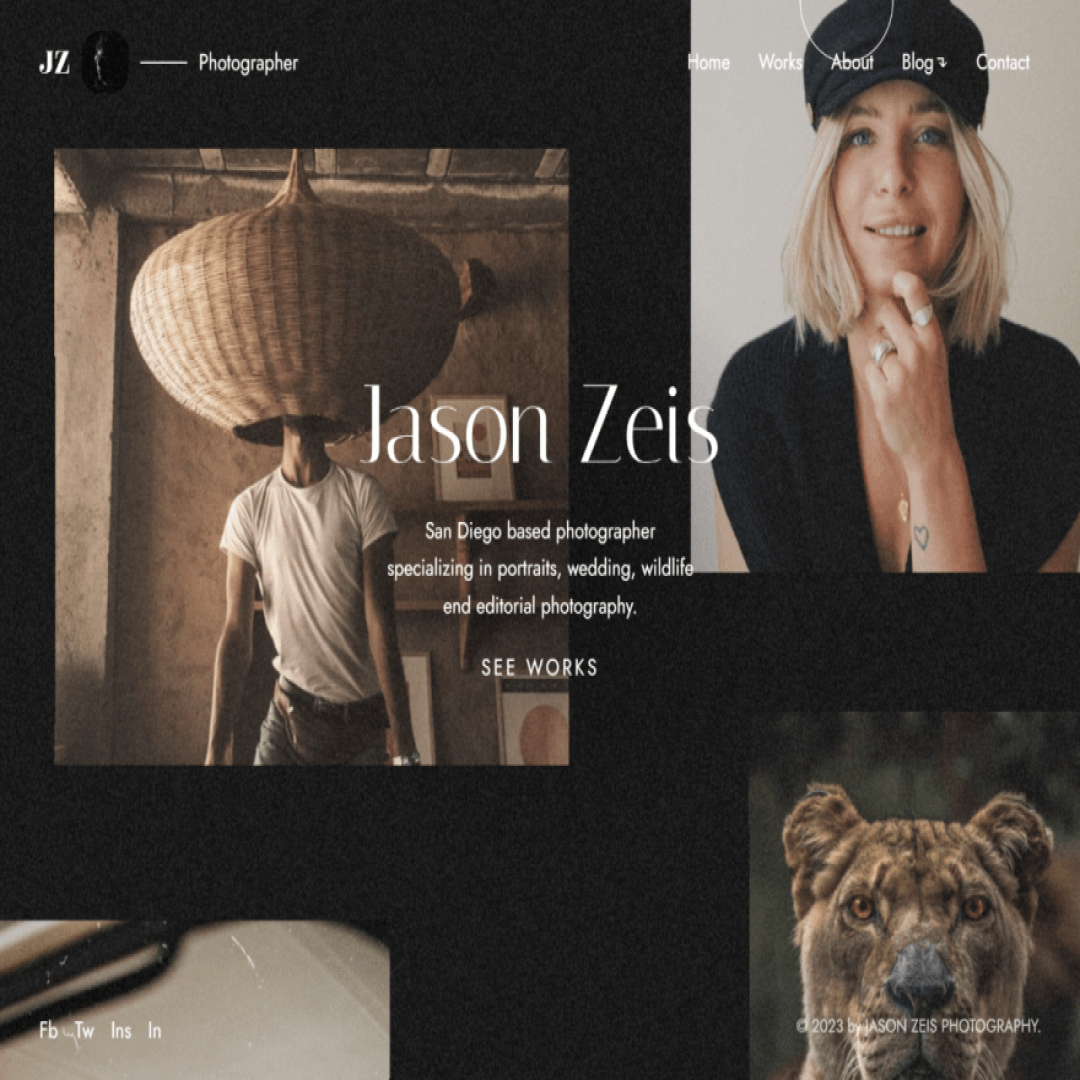 JZ
Photographer
Home Works About Blog Contact
Jason Zeis
San Diego based photographer
specializing in portraits, wedding, wildlife
end editorial photography.
SEE WORKS
Fb Tw Ins In
© 2023 by JASON ZEIS PHOTOGRAPHY.